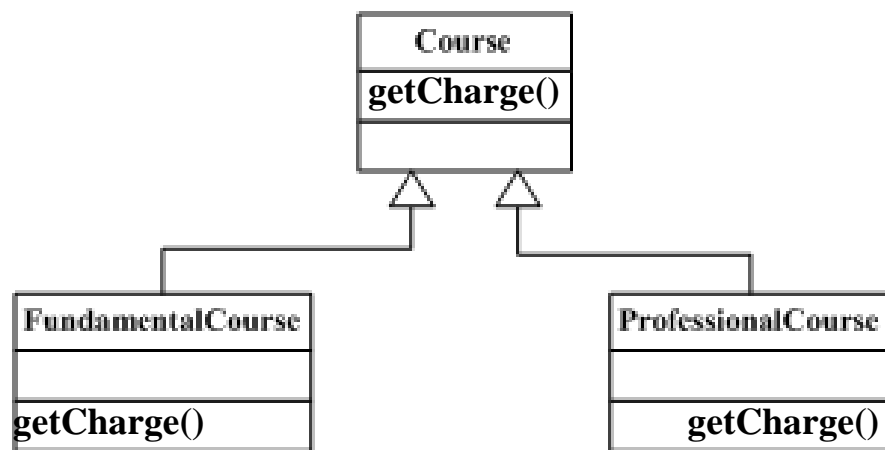 Course
getCharge()
FundamentalCourse
ProfessionalCourse
getCharge()
getCharge()